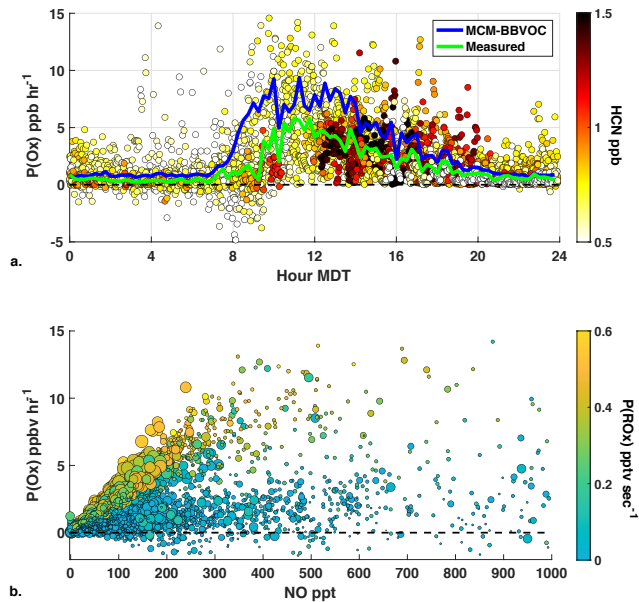 15
10
5
0
-5
P(Ox) ppb hr-1
MCM-BBVOC
Measured
0 4 8 12 16 20 24
Hour MDT
1.5
1
0.5
HCN ppb
a.
15
10
5
0
P(Ox) ppbv hr-1
0 100 200 300 400 500 600 700 800 900 1000
NO ppt
0.6
0.4
0.2
0
P(ROx) pptv sec-1
b.